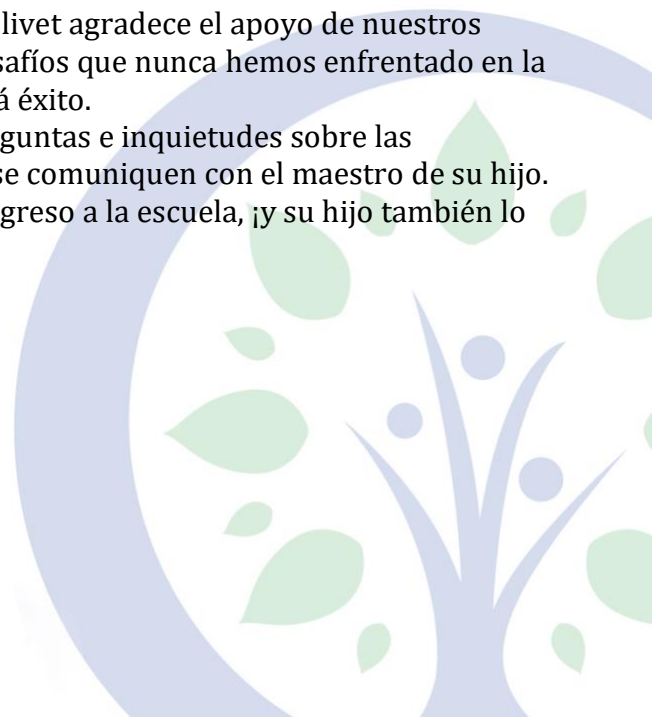 livet agradece el apoyo de nuestros
safíos que nunca hemos enfrentado en la
á éxito.
guntas e inquietudes sobre las
se comuniquen con el maestro de su hijo.
greso a la escuela, ¡y su hijo también lo